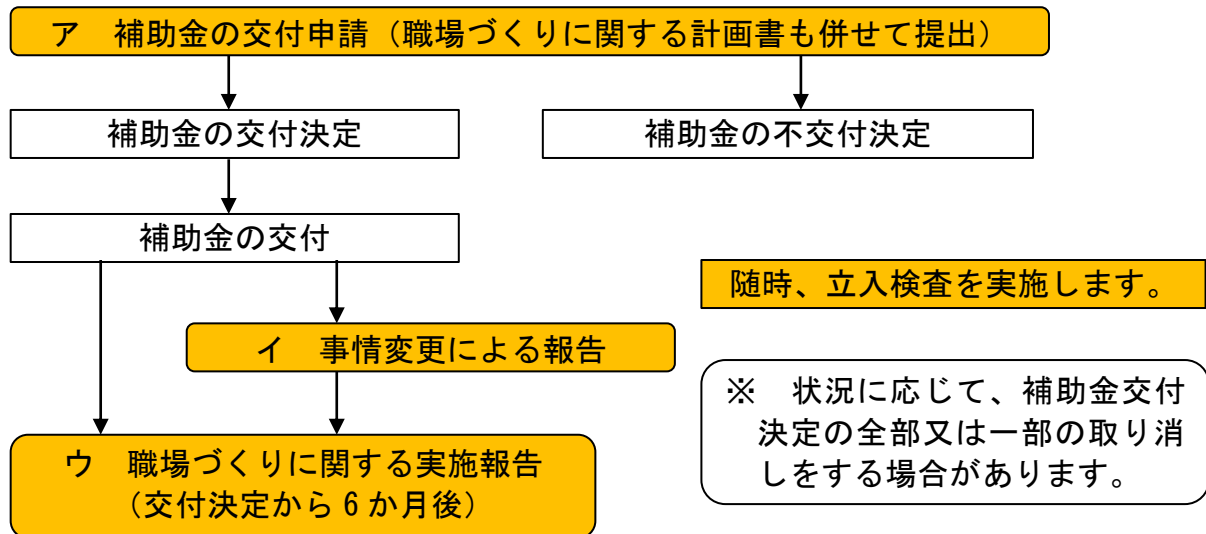 ア　補助金の交付申請（職場づくりに関する計画書も併せて提出）
補助金の交付決定
補助金の不交付決定
補助金の交付
随時、立入検査を実施します。
イ　事情変更による報告
※　状況に応じて、補助金交付
決定の全部又は一部の取り消
しをする場合があります。
ウ　職場づくりに関する実施報告
（交付決定から６か月後）